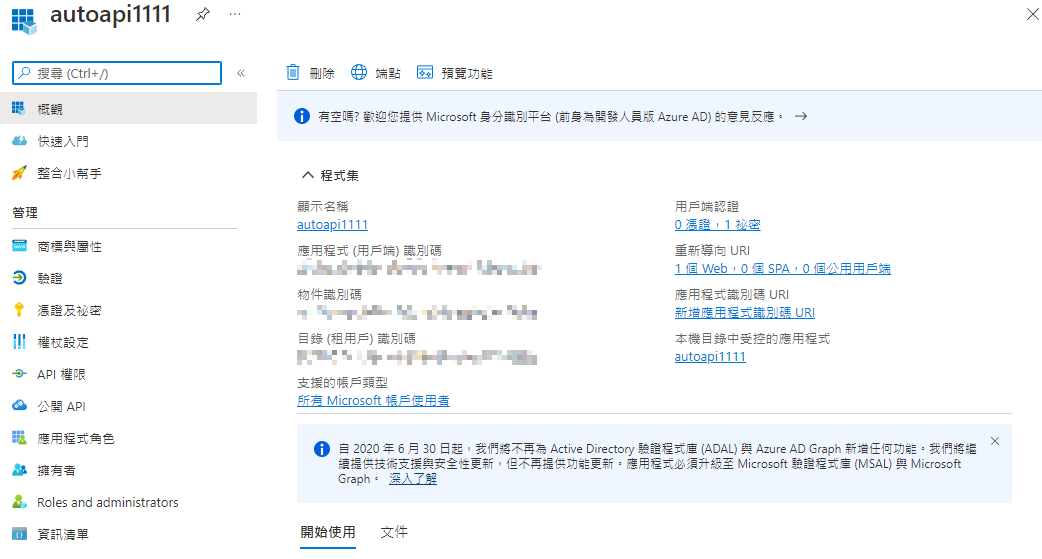 autoapi1111
搜尋 (Ctrl+/)
概觀
快速入門
整合小幫手
管理
商標與屬性
驗證
憑證及祕密
權杖設定
API 權限
公開 API
應用程式角色
擁有者
Roles and administrators
資訊清單
刪除
端點
預覽功能
有空嗎? 歡迎您提供 Microsoft 身分識別平台 (前身為開發人員版 Azure AD) 的意見反應。
程式集
顯示名稱
autoapi1111
應用程式 (用戶端) 識別碼
物件識別碼
目錄 (租用戶) 識別碼
支援的帳戶類型
所有 Microsoft 帳戶使用者
用戶端認證
0 憑證，1 祕密
重新導向 URI
1 個 Web，0 個 SPA，0 個公用用戶端
應用程式識別碼 URI
新增應用程式識別碼 URI
本機目錄中受控的應用程式
autoapi1111
自 2020 年 6 月 30 日起，我們將不再為 Active Directory 驗證程式庫 (ADAL) 與 Azure AD Graph 新增任何功能。我們將繼
續提供技術支援與安全性更新，但不再提供功能更新。應用程式必須升級至 Microsoft 驗證程式庫 (MSAL) 與 Microsoft
Graph。 深入了解
開始使用
文件